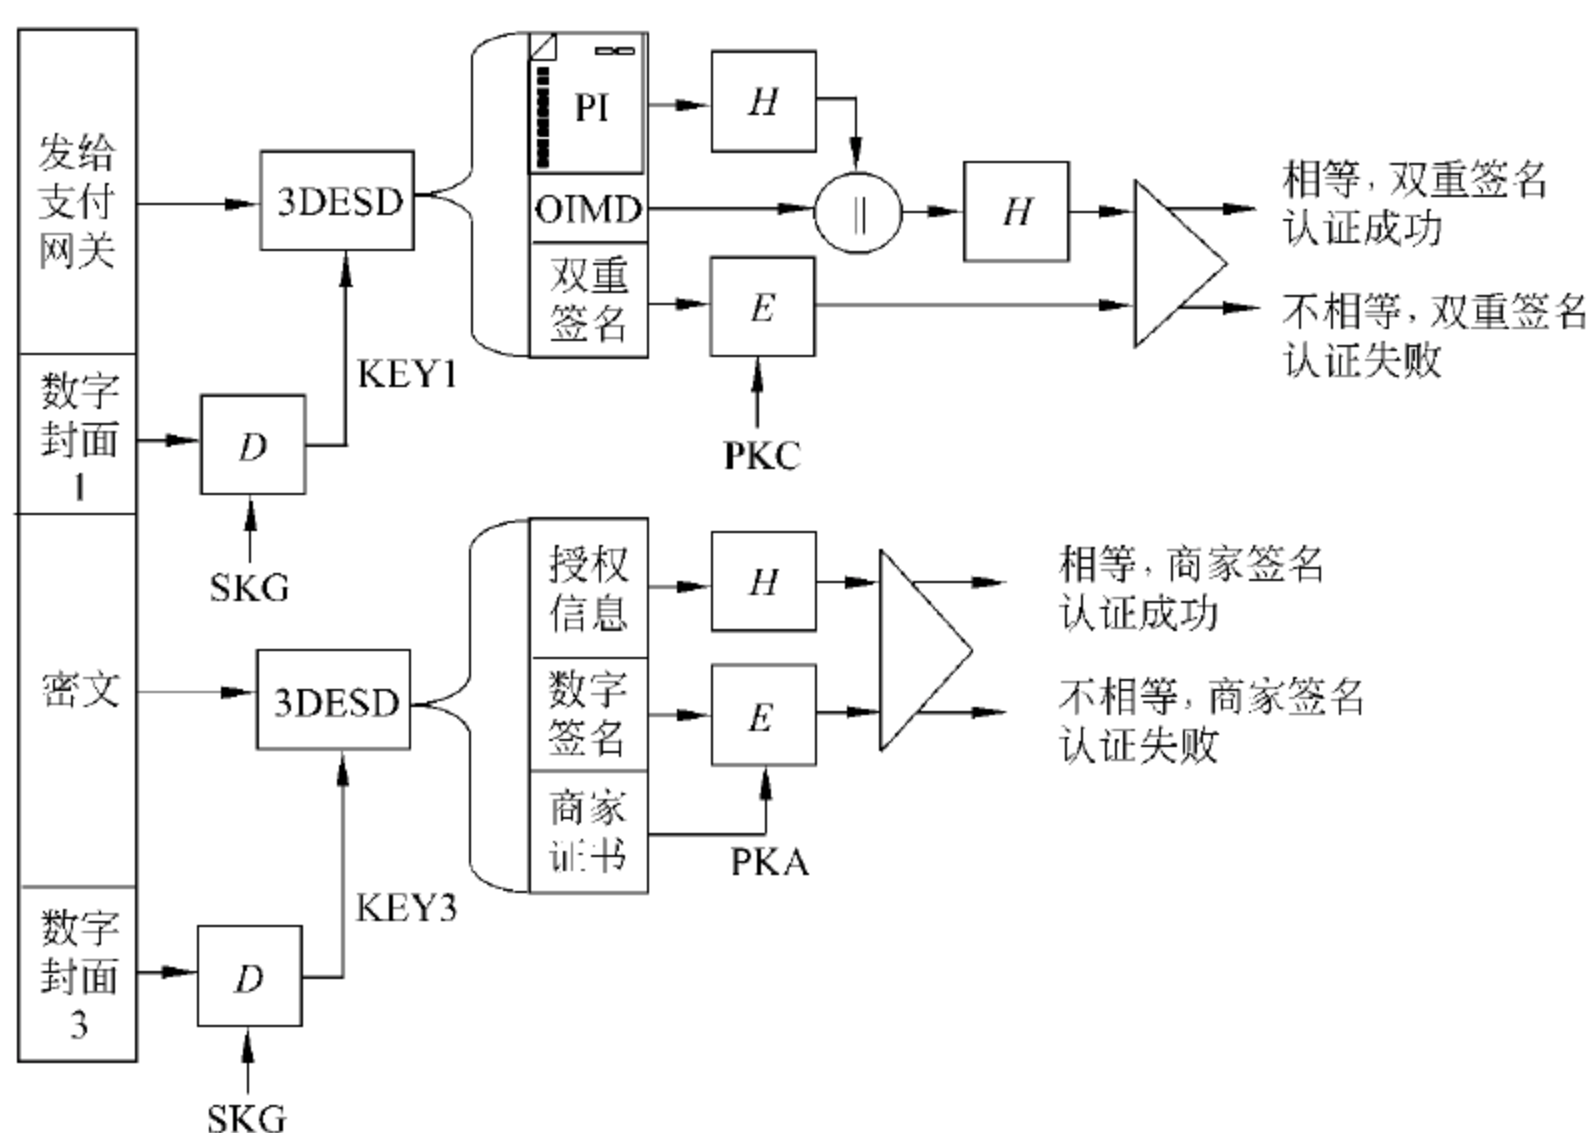 发给
支付
网关
数字
封面
1
密文
数字
封面
3
3DESD
D
KEY1
SKG
PI
OIMD
双重
签名
H
||
H
E
PKC
相等，双重签名
认证成功
不相等，双重签名
认证失败
3DESD
D
KEY3
SKG
授权
信息
数字
签名
商家
证书
H
E
PKA
相等，商家签名
认证成功
不相等，商家签名
认证失败